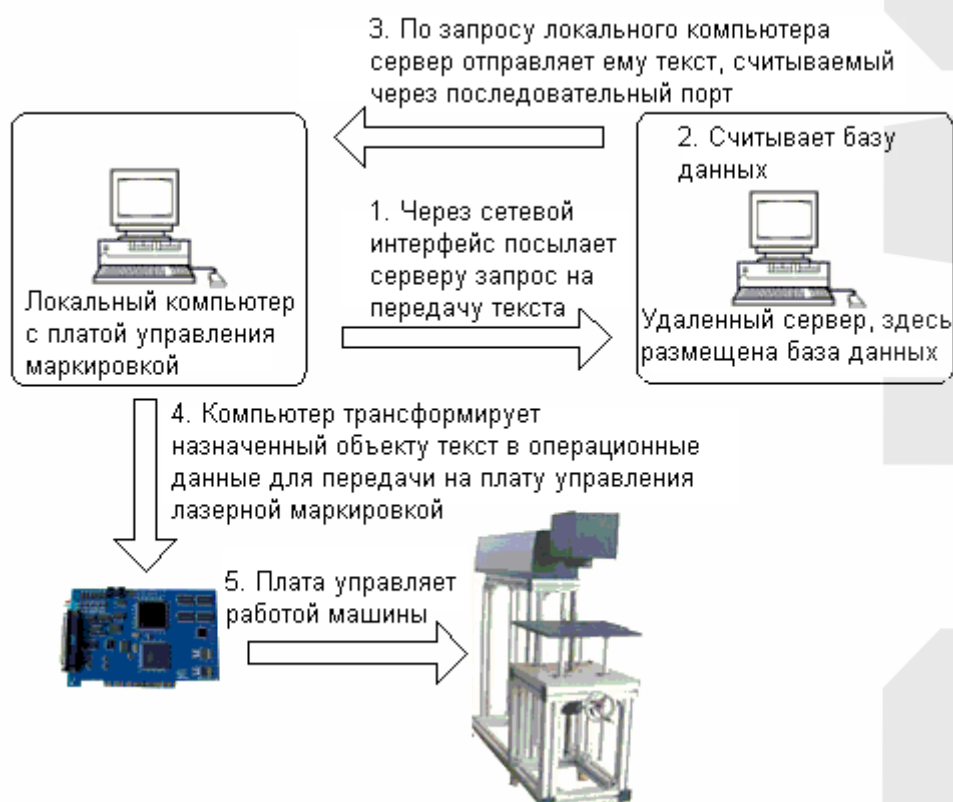 3. По запросу локального компьютера
сервер отправляет ему текст, считываемый
через последовательный порт
2. Считывает базу
данных
1. Через сетевой
интерфейс посылает
серверу запрос на
передачу текста
Локальный компьютер
с платой управления
маркировкой
Удаленный сервер, здесь
размещена база данных
4. Компьютер трансформирует
назначенный объекту текст в операционные
данные для передачи на плату управления
лазерной маркировкой
5. Плата управляет
работой машины